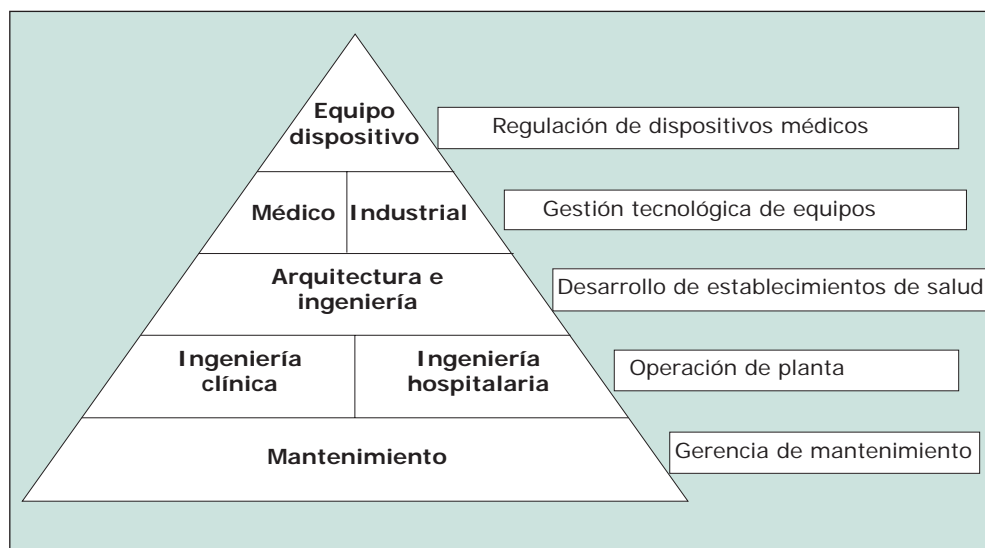 Equipo
dispositivo
Regulación de dispositivos médicos
Médico
Industrial
Gestión tecnológica de equipos
Arquitectura e
ingeniería
Desarrollo de establecimientos de salud
Ingeniería
clínica
Ingeniería
hospitalaria
Operación de planta
Mantenimiento
Gerencia de mantenimiento